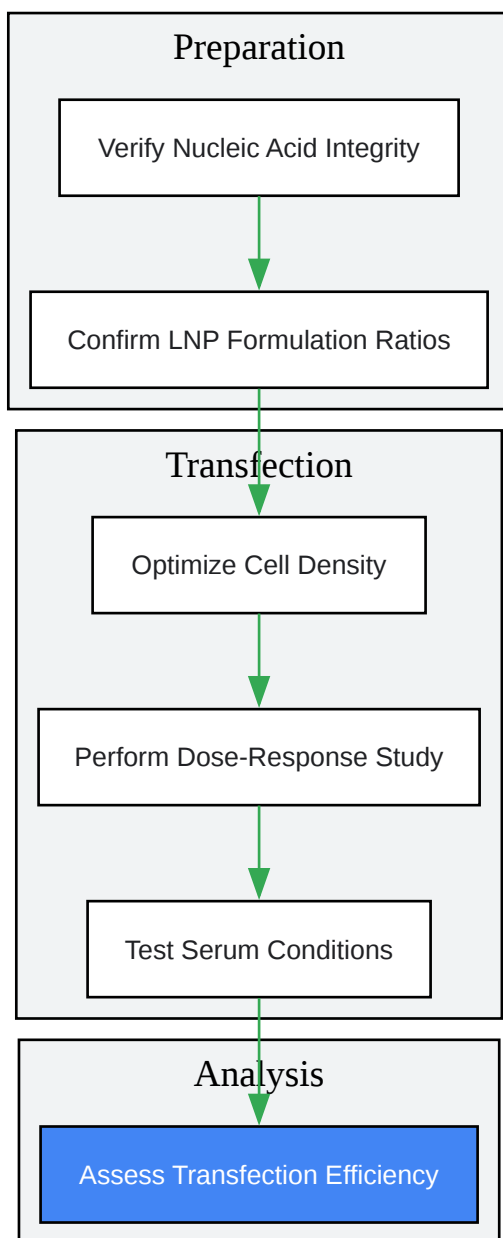 Preparation
Verify Nucleic Acid Integrity
Confirm LNP Formulation Ratios
Transfection
Optimize Cell Density
Perform Dose-Response Study
Test Serum Conditions
Analysis
Assess Transfection Efficiency